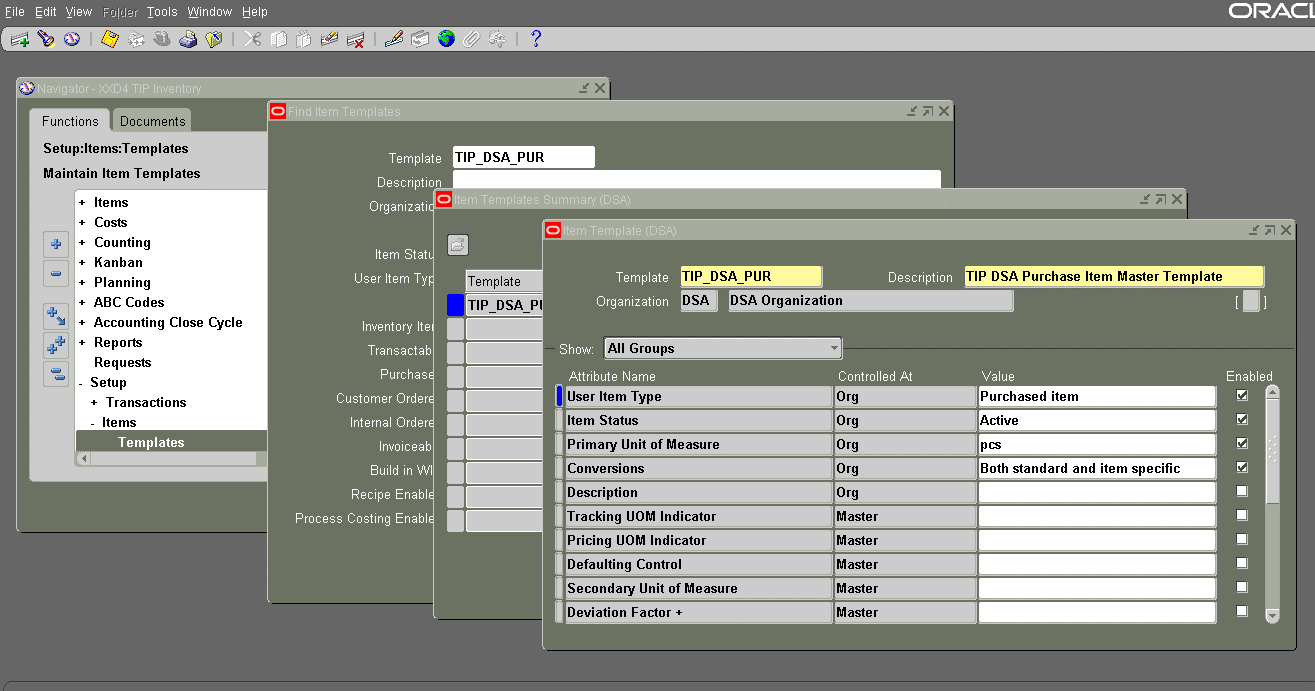 File Edit View Folder Tools Window Help
ORACL
?
Navigator - XXD4 TIP Inventory
Functions Documents
Setup:Items:Templates
Maintain Item Templates
+ Items
+ Costs
+ Counting
+ Kanban
+ Planning
+ ABC Codes
+ Accounting Close Cycle
+ Reports
Requests
- Setup
+ Transactions
- Items
Templates
Find Item Templates
Template TIP_DSA_PUR
Description
Organizatio
Item Statu
User Item Typ
Inventory Iter
Transactab
Purchase
Customer Ordere
Internal Ordere
Invoiceab
Build in WI
Recipe Enable
Process Costing Enable
Item Templates Summary (DSA)
Template
TIP_DSA_PU
Item Template (DSA)
Template TIP_DSA_PUR Description TIP DSA Purchase Item Master Template
Organization DSA DSA Organization [ ]
Show: All Groups
Attribute Name Controlled At Value Enabled
User Item Type Org Purchased item
Item Status Org Active
Primary Unit of Measure Org pcs
Conversions Org Both standard and item specific
Description Org
Tracking UOM Indicator Master
Pricing UOM Indicator Master
Defaulting Control Master
Secondary Unit of Measure Master
Deviation Factor + Master